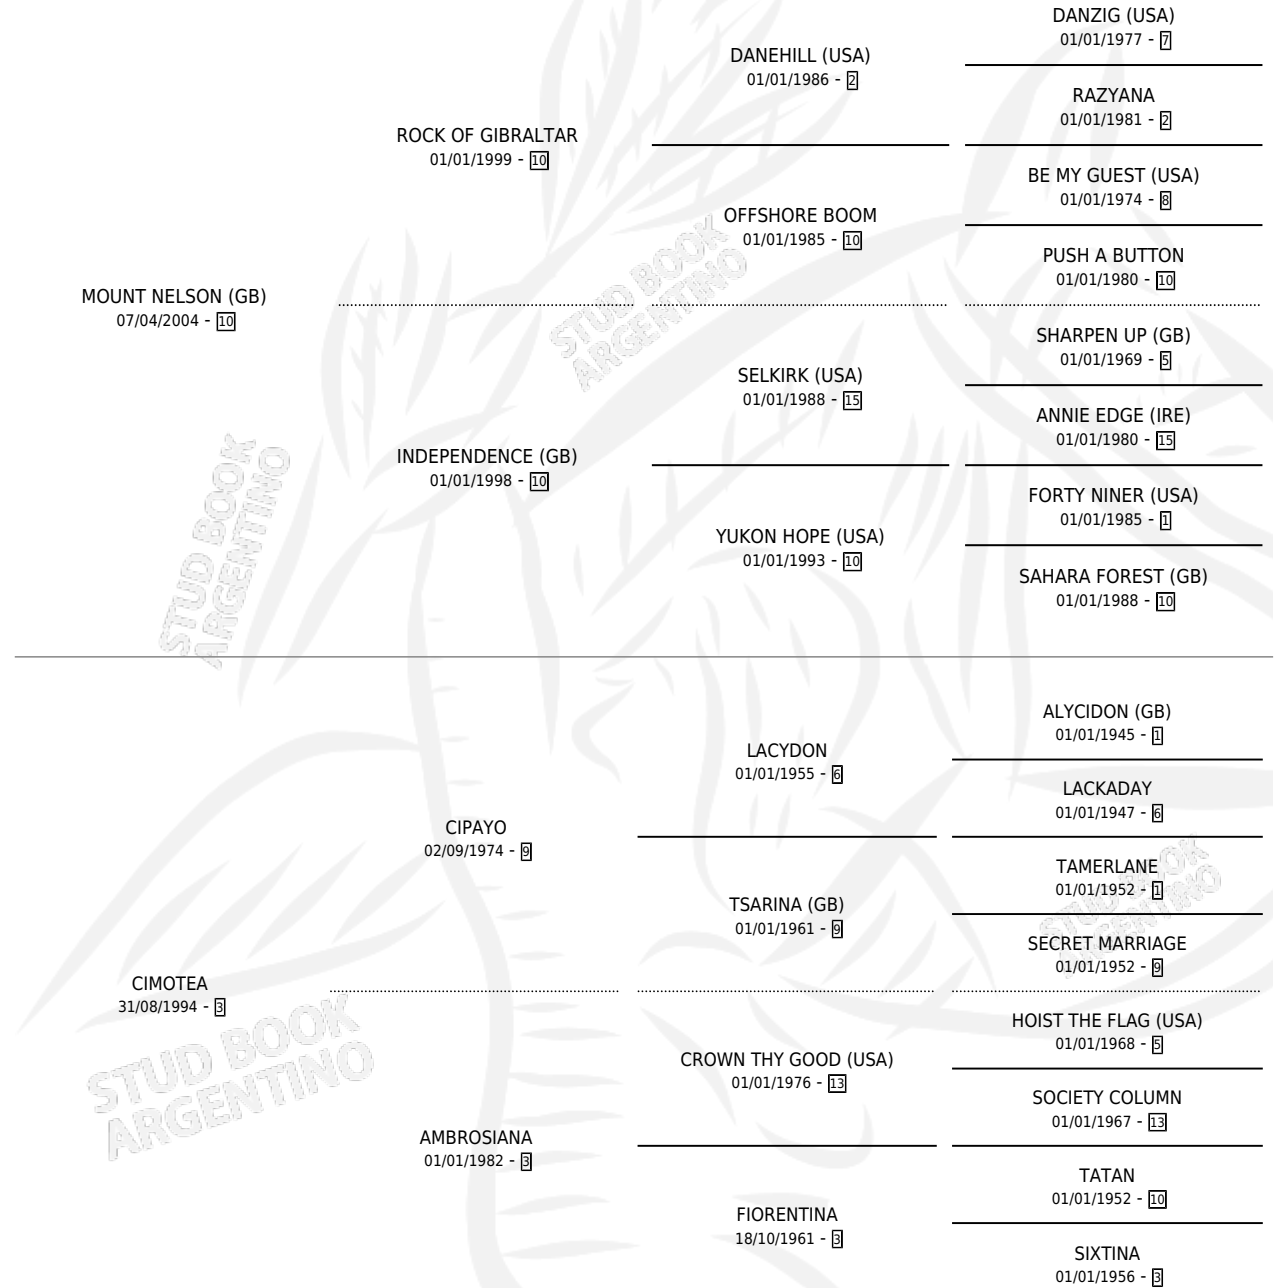 DANZIG (USA)
01/01/1977 - 7
DANEHILL (USA)
01/01/1986 - 2
RAZYANA
01/01/1981 - 2
ROCK OF GIBRALTAR
01/01/1999 - 10
BE MY GUEST (USA)
01/01/1974 - 8
OFFSHORE BOOM
01/01/1985 - 10
PUSH A BUTTON
01/01/1980 - 10
MOUNT NELSON (GB)
07/04/2004 - 10
SHARPEN UP (GB)
01/01/1969 - 5
SELKIRK (USA)
01/01/1988 - 15
ANNIE EDGE (IRE)
01/01/1980 - 15
INDEPENDENCE (GB)
01/01/1998 - 10
FORTY NINER (USA)
01/01/1985 - 1
YUKON HOPE (USA)
01/01/1993 - 10
SAHARA FOREST (GB)
01/01/1988 - 10
STUD BOOK
ARGENTINO
STUD BOOK
ARGENTINO
ALYCIDON (GB)
01/01/1945 - 1
LACYDON
01/01/1955 - 6
LACKADAY
01/01/1947 - 6
CIPAYO
02/09/1974 - 9
TAMERLANE
01/01/1952 - 1
TSARINA (GB)
01/01/1961 - 9
SECRET MARRIAGE
01/01/1952 - 9
STUD BOOK
ARGENTINO
CIMOTEA
31/08/1994 - 3
HOIST THE FLAG (USA)
01/01/1968 - 5
CROWN THY GOOD (USA)
01/01/1976 - 13
SOCIETY COLUMN
01/01/1967 - 13
STUD BOOK
ARGENTINO
AMBROSIANA
01/01/1982 - 3
TATAN
01/01/1952 - 10
FIORENTINA
18/10/1961 - 3
SIXTINA
01/01/1956 - 3